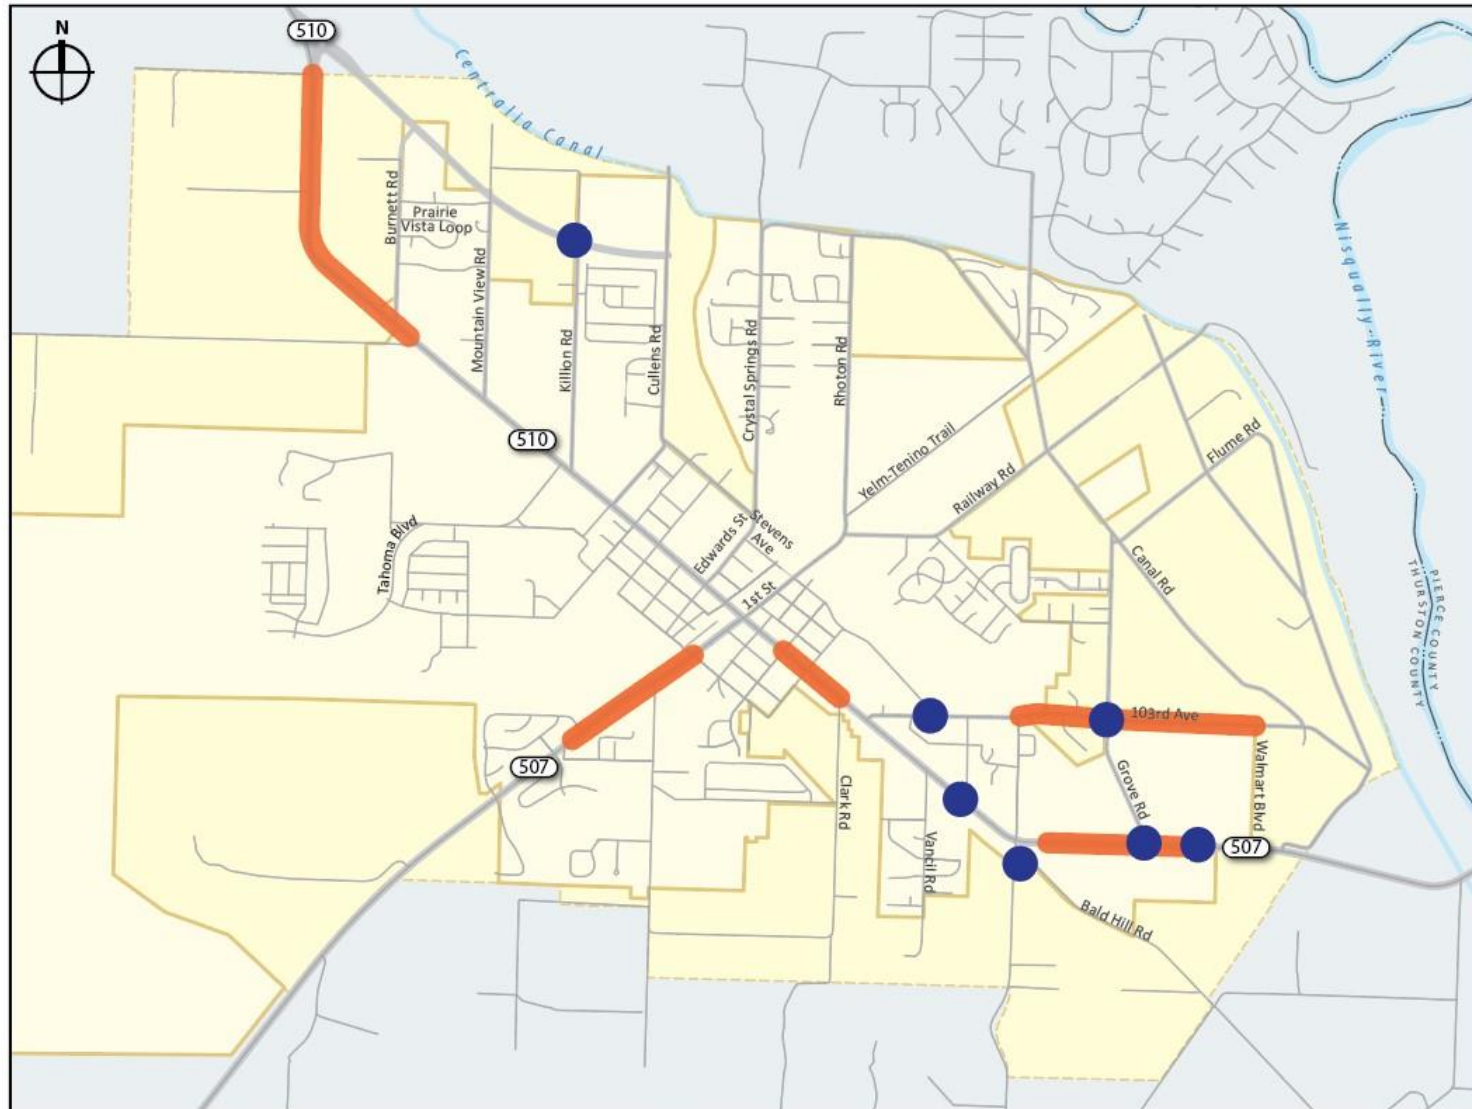 N
510
Centralia Canal
Burnett Rd
Prairie
Vista Loop
Mountain View Rd
Killion Rd
Cullens Rd
Crystal Springs Rd
Rhoton Rd
Nisqually River
510
Yelm-Tenino Trail
Railway Rd
Flume Rd
Tahoma Blvd
Edwards St
Stevens
Ave
1st St
Canal Rd
PIERCE COUNTY
THURSTON COUNTY
103rd Ave
507
Clark Rd
Grove Rd
Walmart Blvd
Vancil Rd
507
Bald Hill Rd